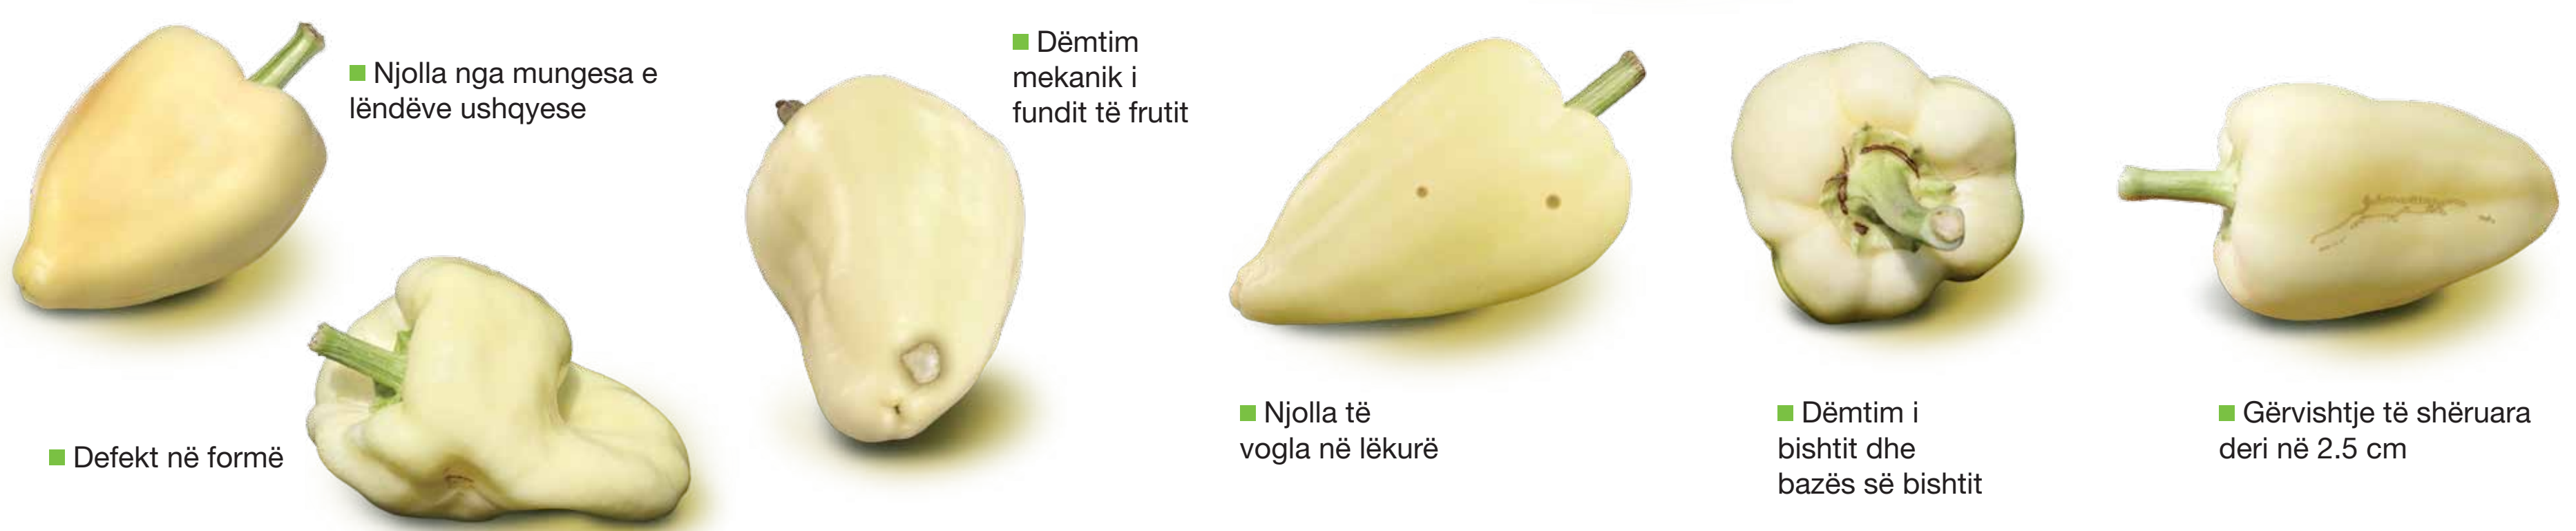 Njolla nga mungesa e
lëndëve ushqyese
Defekt në formë
Dëmtim
mekanik i
fundit të frutit
Njolla të
vogla në lëkurë
Dëmtim i
bishtit dhe
bazës së bishtit
Gërvishtje të shëruara
deri në 2.5 cm